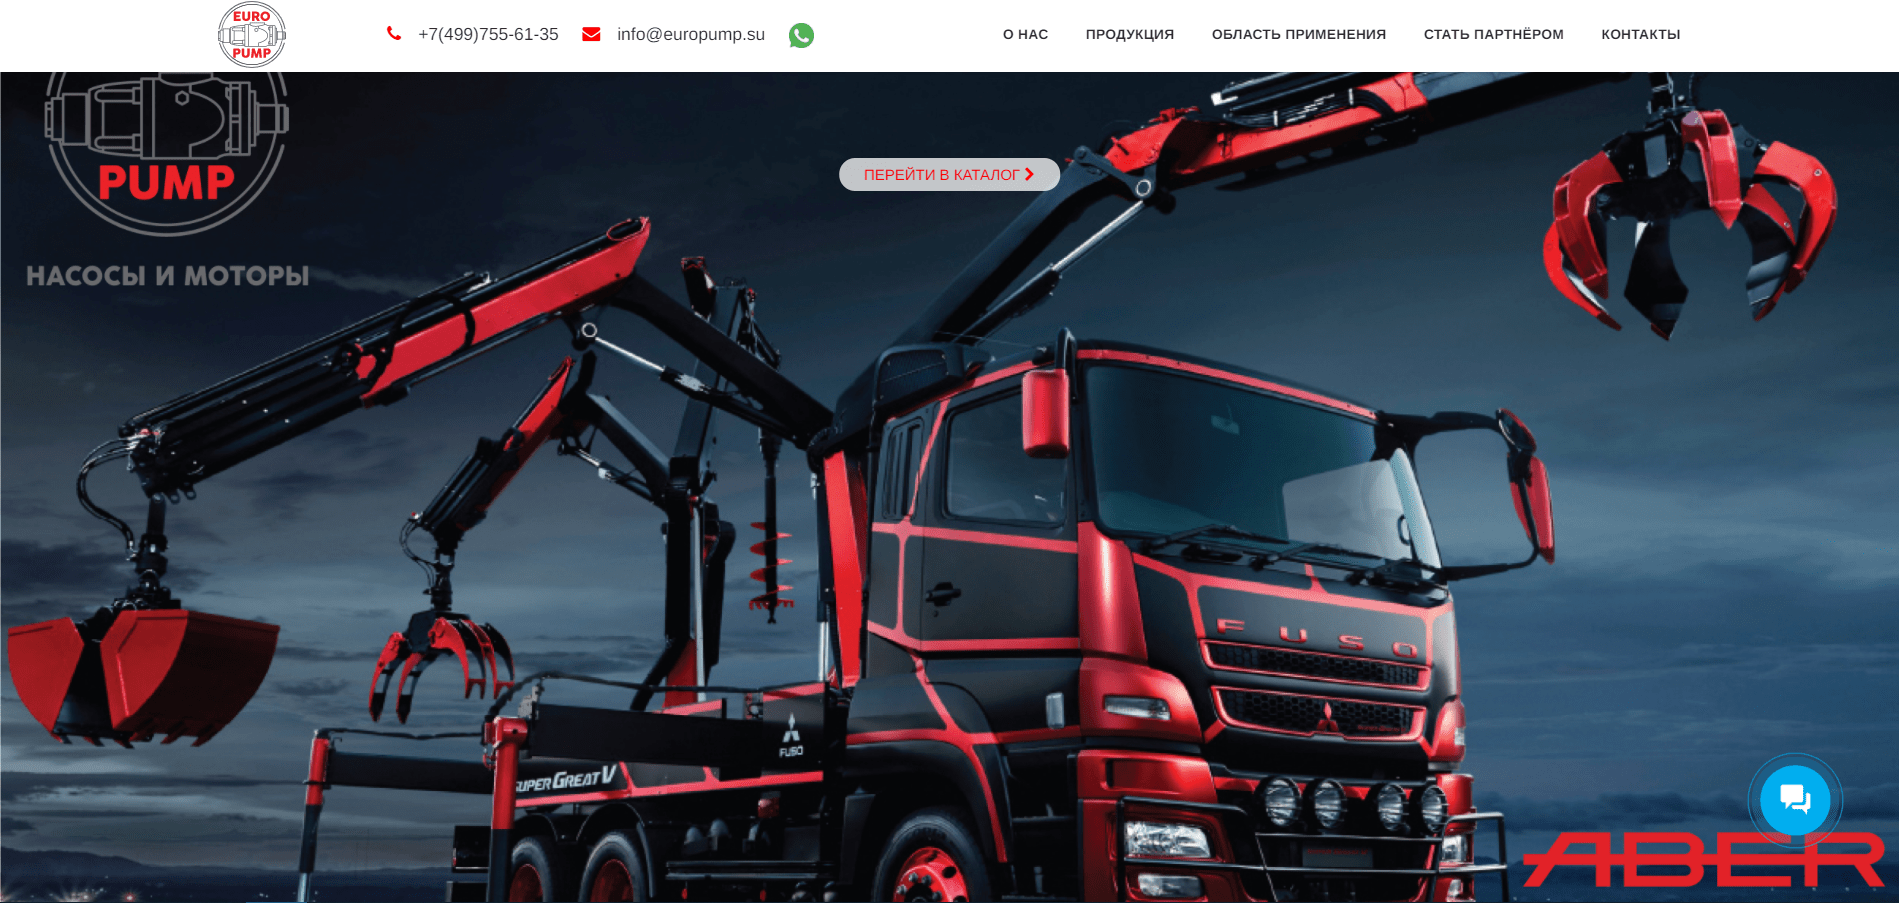 EURO
PUMP
+7(499)755-61-35
info@europump.su
О НАС
ПРОДУКЦИЯ
ОБЛАСТЬ ПРИМЕНЕНИЯ
СТАТЬ ПАРТНЁРОМ
КОНТАКТЫ
PUMP
НАСОСЫ И МОТОРЫ
ПЕРЕЙТИ В КАТАЛОГ
FUSO
FUSO
SUPER GREAT V
ABER